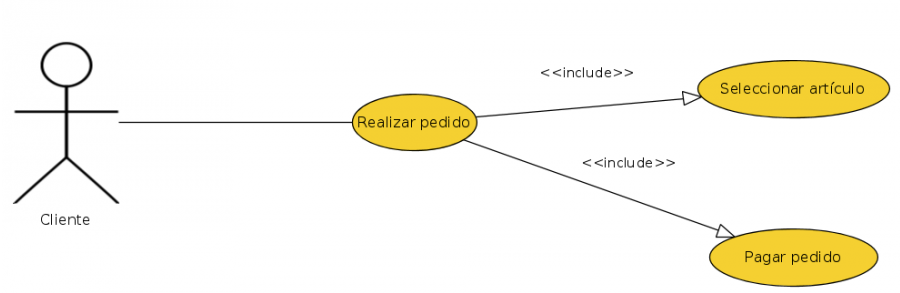 <<include>>
Seleccionar artículo
Realizar pedido
<<include>>
Cliente
Pagar pedido